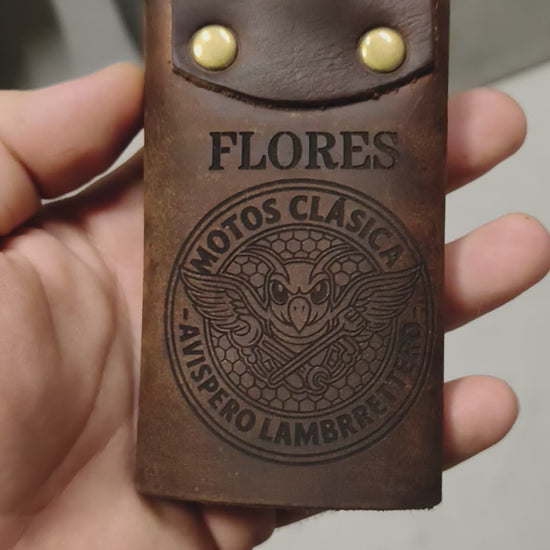 FLORES
MOTOS CLÁSICA
- AVISPERO LAMBRRETTERO -